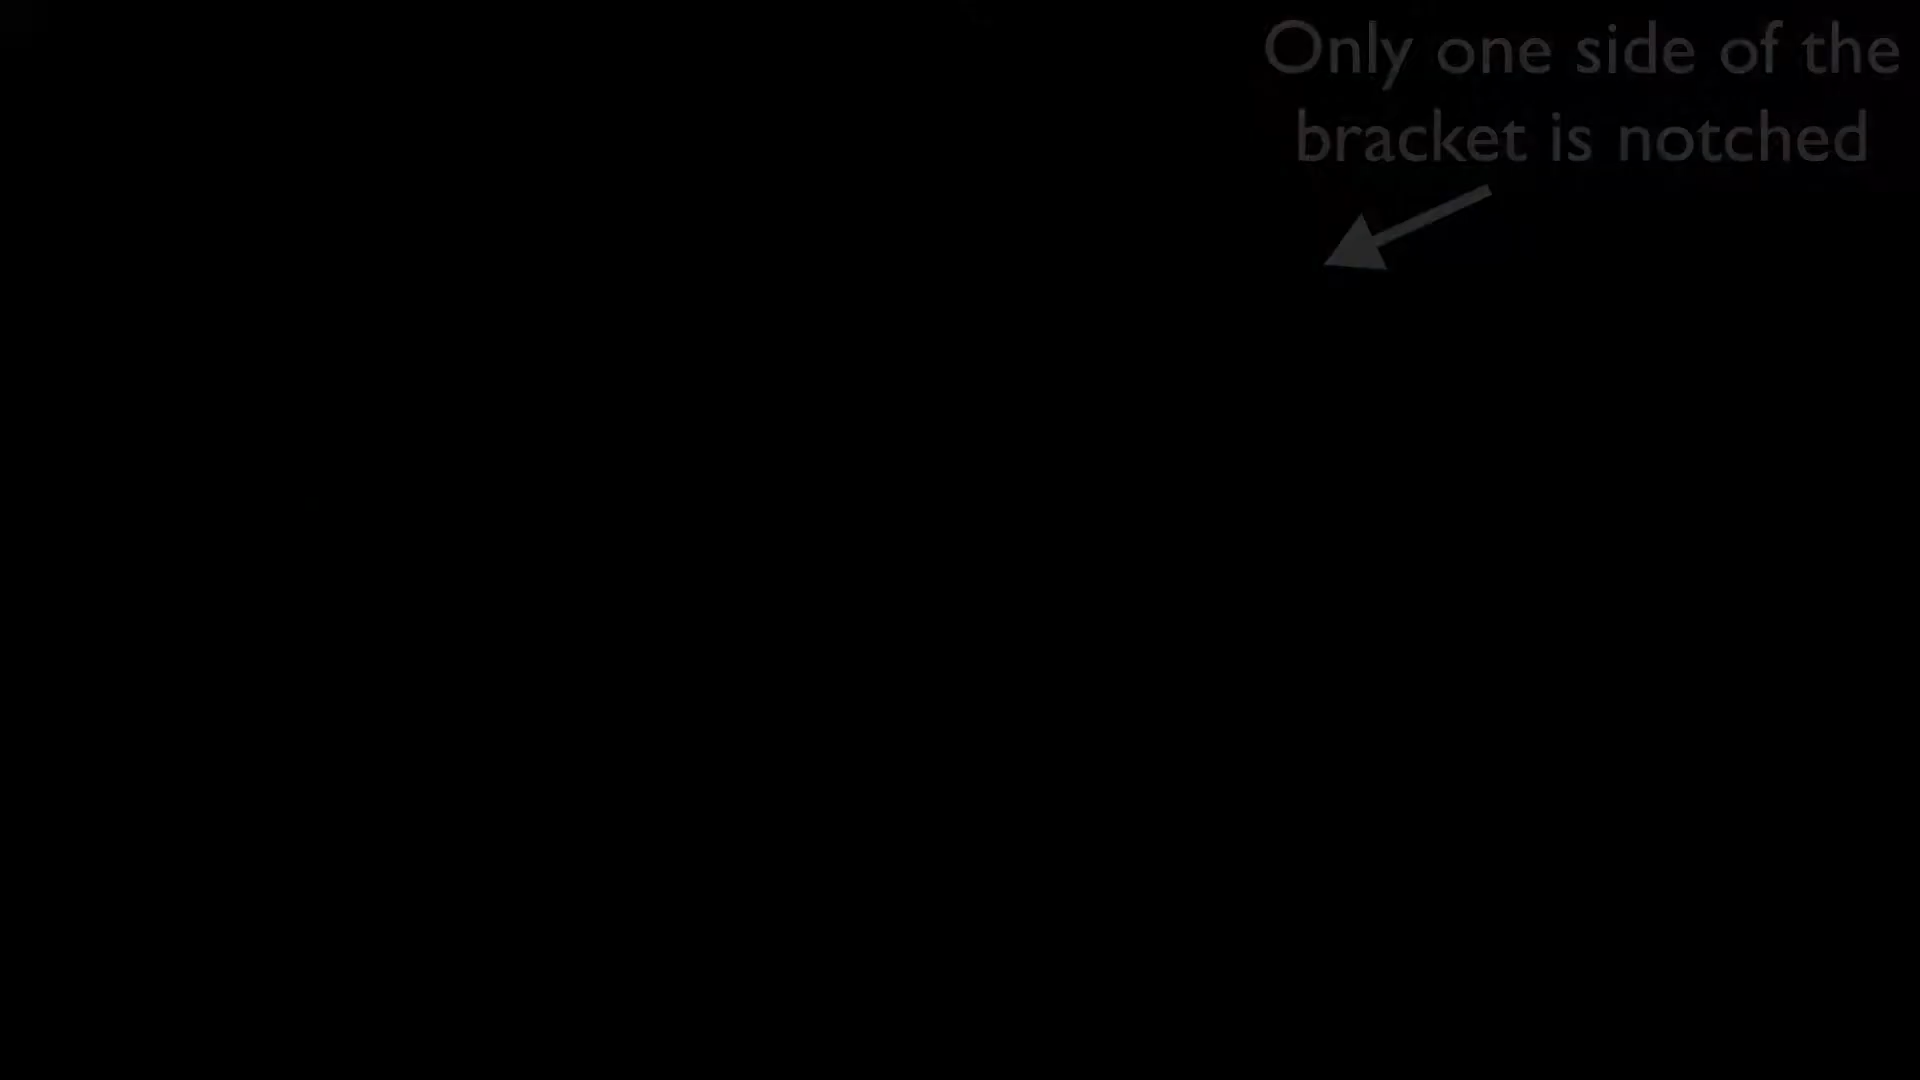 Only one side of the
bracket is notched